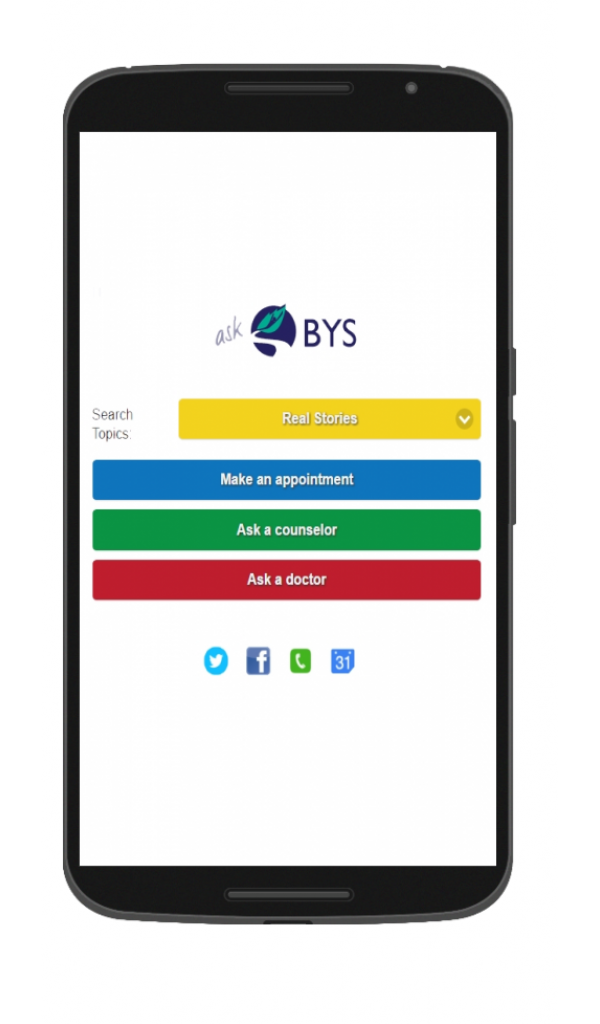 ask BYS
Search
Topics:
Real Stories
Make an appointment
Ask a counselor
Ask a doctor
f 31